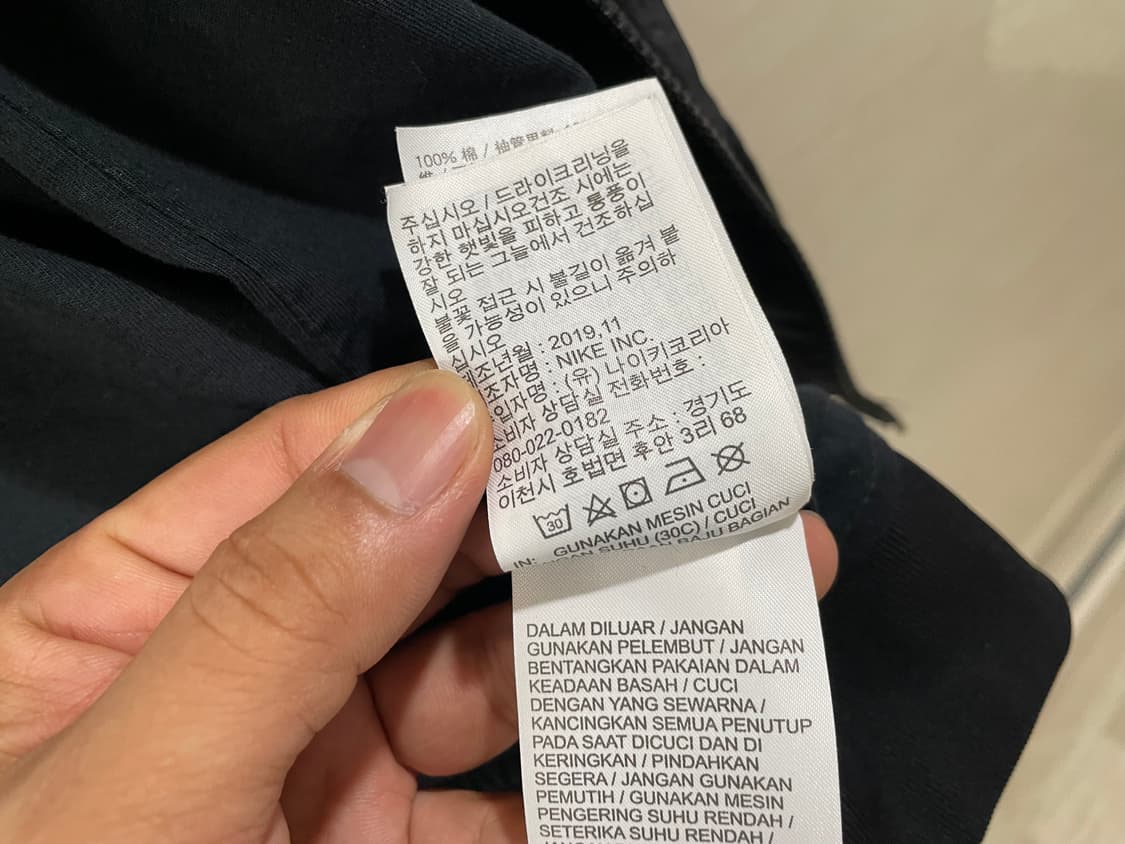 100% 棉 / 袖管里料
주십시오 / 드라이크리닝을
하지 마십시오건조 시에는
강한 햇빛을 피하고 통풍이
잘 되는 그늘에서 건조하십
시오
불꽃 접근 시 불길이 옮겨 붙
을 가능성이 있으니 주의하
십시오
제조년월 : 2019.11
제조자명 : NIKE INC.
수입자명 : (유) 나이키코리아
소비자 상담실 전화번호 :
080-022-0182
소비자 상담실 주소 : 경기도
이천시 호법면 후안 3리 68
30
GUNAKAN MESIN CUCI
IN: SUHU (30C) / CUCI
BAJU BAGIAN
DALAM DILUAR / JANGAN
GUNAKAN PELEMBUT / JANGAN
BENTANGKAN PAKAIAN DALAM
KEADAAN BASAH / CUCI
DENGAN YANG SEWARNA /
KANCINGKAN SEMUA PENUTUP
PADA SAAT DICUCI DAN DI
KERINGKAN / PINDAHKAN
SEGERA / JANGAN GUNAKAN
PEMUTIH / GUNAKAN MESIN
PENGERING SUHU RENDAH /
SETERIKA SUHU RENDAH /